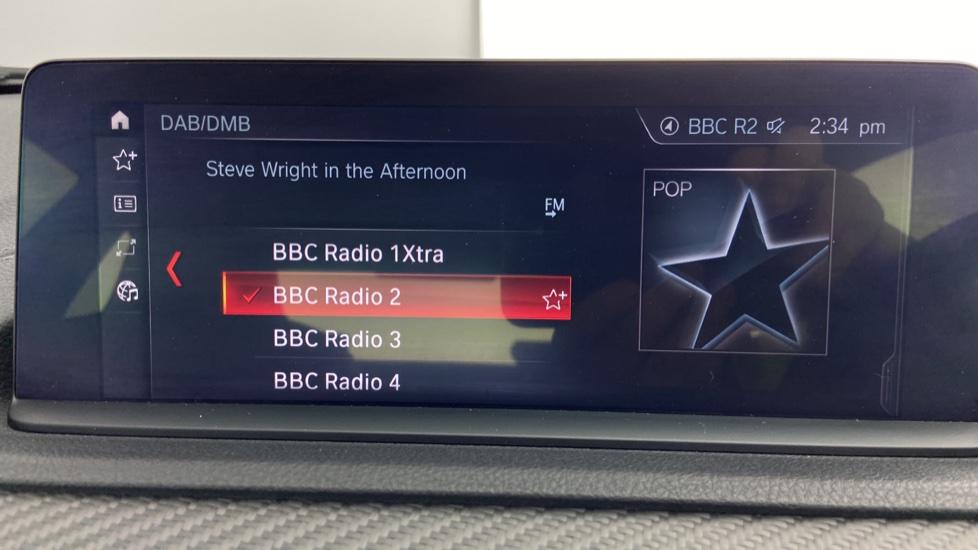 DAB/DMB
BBC R2 2:34 pm
Steve Wright in the Afternoon
FM
POP
BBC Radio 1Xtra
BBC Radio 2
BBC Radio 3
BBC Radio 4